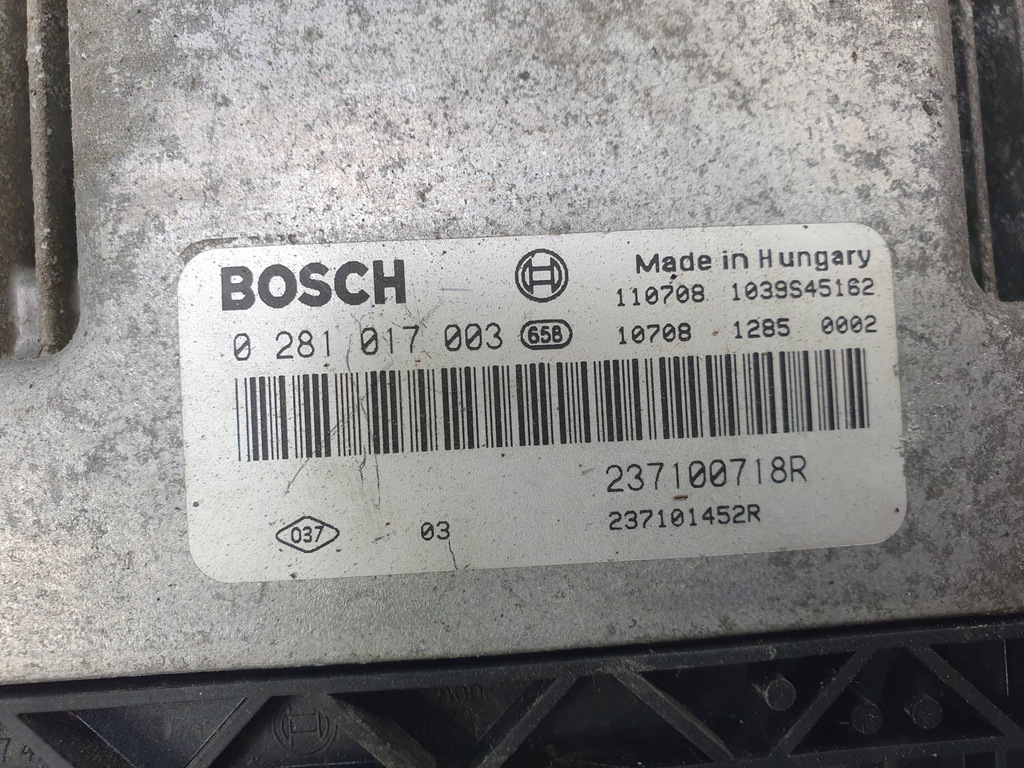 BOSCH
Made in Hungary
110708 1039S45162
0 281 017 003 658
10708 1285 0002
237100718R
037 03
237101452R